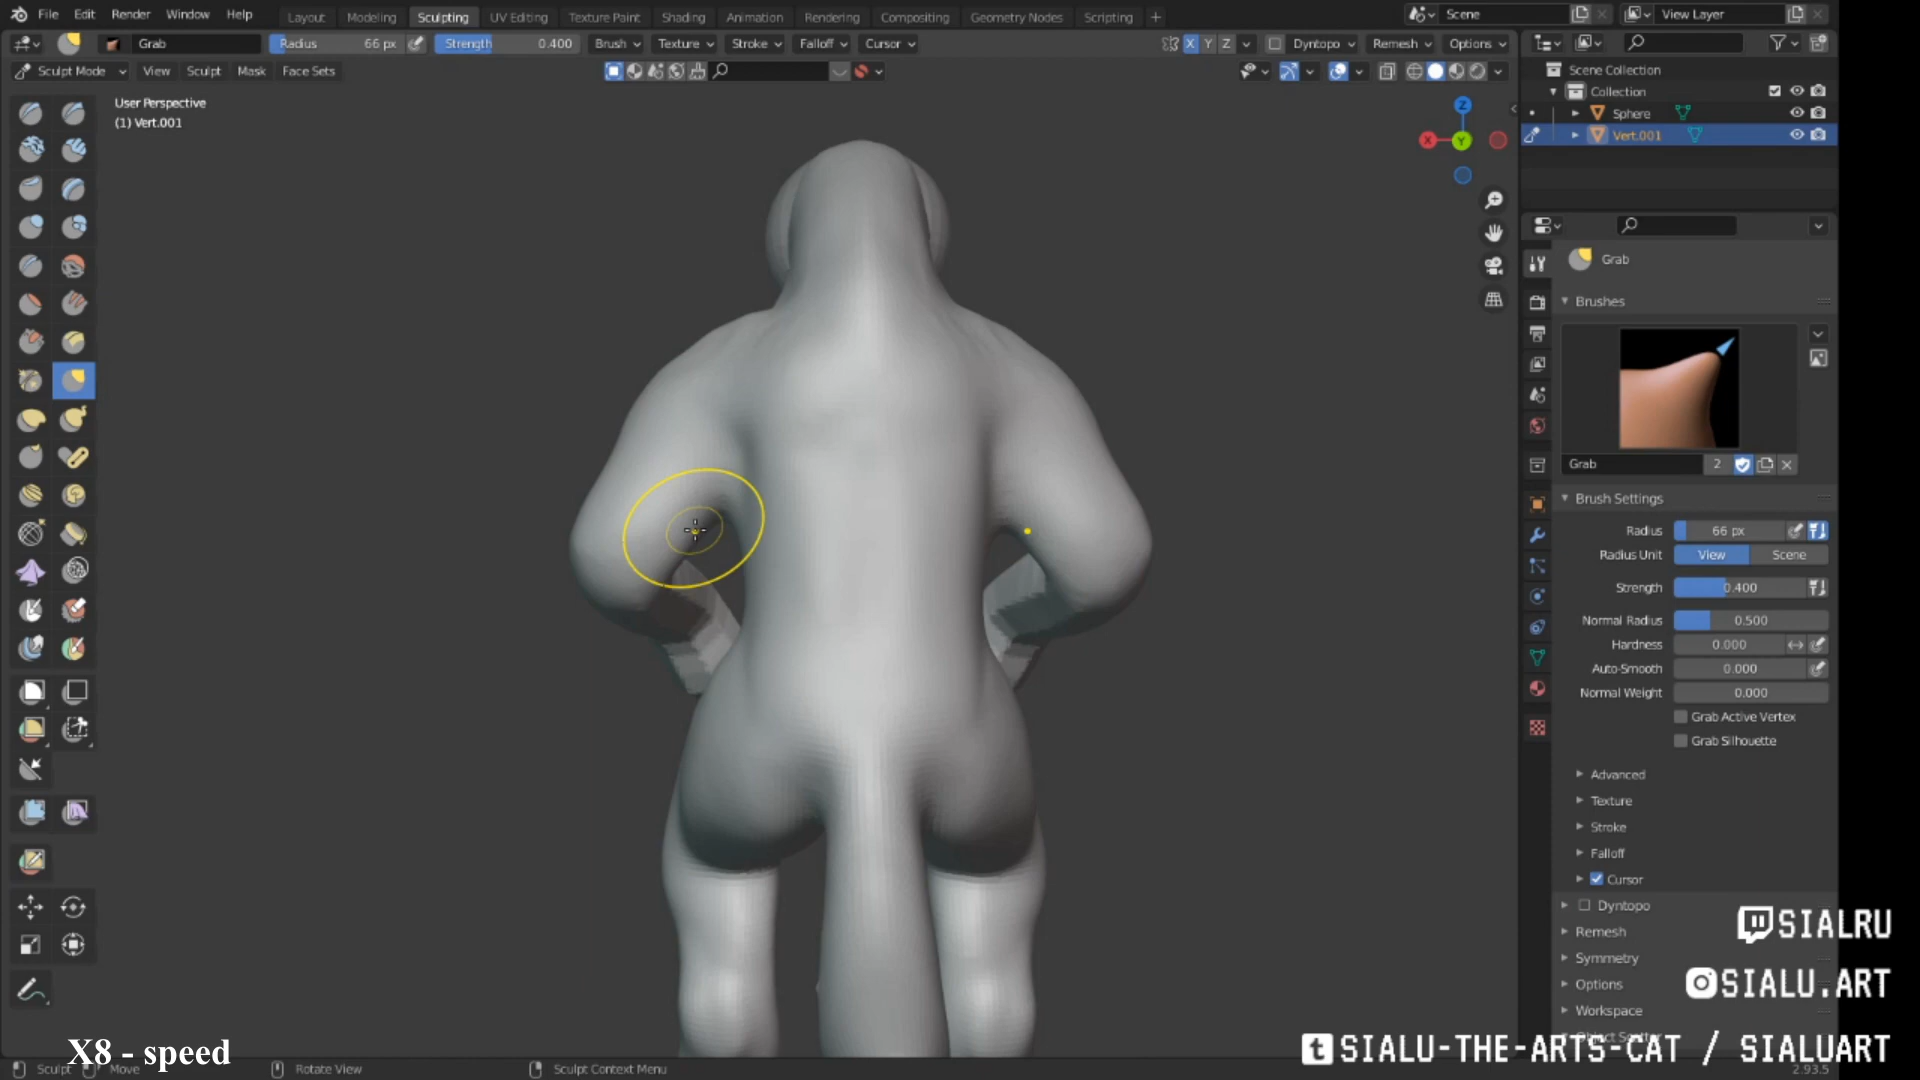 File Edit Render Window Help Layout Modeling Sculpting UV Editing Texture Paint Shading Animation Rendering Compositing Geometry Nodes Scripting + Scene View Layer
Grab Radius 66 px Strength 0.400 Brush Texture Stroke Falloff Cursor X Y Z Dyntopo Remesh Options
Sculpt Mode View Sculpt Mask Face Sets
Scene Collection
Collection
Sphere
Vert.001
User Perspective
(1) Vert.001
Z
X
Y
Grab
Brushes
Grab 2
Brush Settings
Radius 66 px
Radius Unit View Scene
Strength 0.400
Normal Radius 0.500
Hardness 0.000
Auto-Smooth 0.000
Normal Weight 0.000
Grab Active Vertex
Grab Silhouette
Advanced
Texture
Stroke
Falloff
Cursor
Dyntopo
Remesh
Symmetry
Options
Workspace
SIALRU
SIALU.ART
SIALU-THE-ARTS-CAT / SIALUART
X8 - speed
Sculpt Move Rotate View Sculpt Context Menu 2.93.5